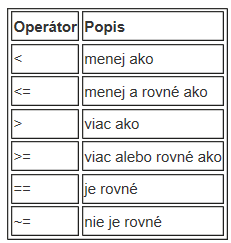 Operátor Popis
< menej ako
<= menej a rovné ako
> viac ako
>= viac alebo rovné ako
== je rovné
~= nie je rovné